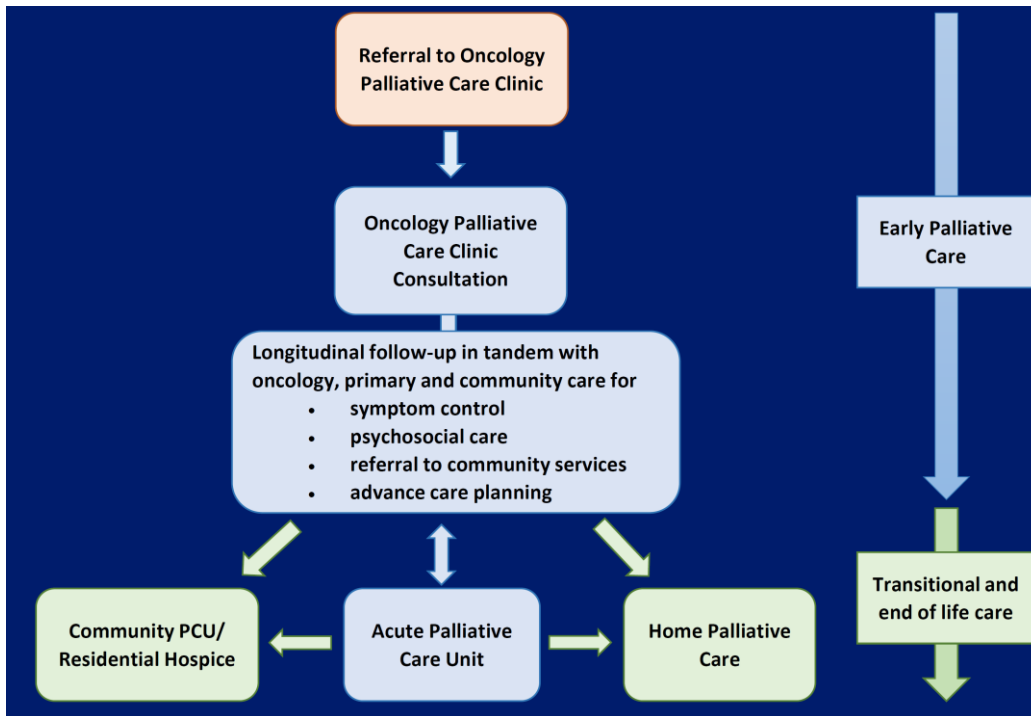 Referral to Oncology
Palliative Care Clinic
Oncology Palliative
Care Clinic
Consultation
Early Palliative
Care
Longitudinal follow-up in tandem with
oncology, primary and community care for
• symptom control
• psychosocial care
• referral to community services
• advance care planning
Community PCU/
Residential Hospice
Acute Palliative
Care Unit
Home Palliative
Care
Transitional and
end of life care